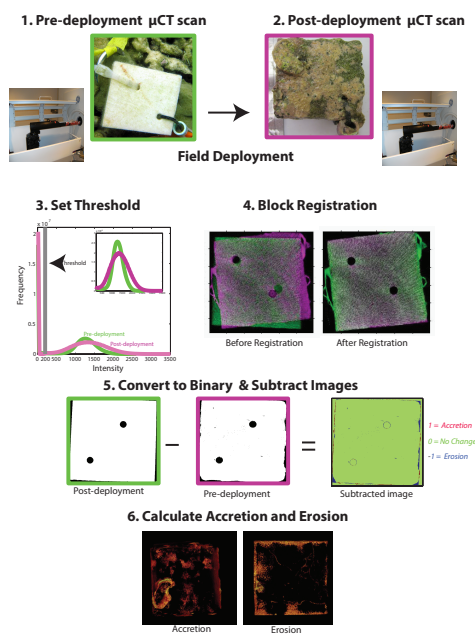 1. Pre-deployment µCT scan
2. Post-deployment µCT scan
Field Deployment
3. Set Threshold
4. Block Registration
Threshold
Frequency
2
1.5
1
0.5
0
Pre-deployment
Post-deployment
0 200 500 1000 1500 2000 2500 3000 3500
Intensity
Before Registration
After Registration
5. Convert to Binary & Subtract Images
1 = Accretion
0 = No Change
-1 = Erosion
Post-deployment
Pre-deployment
Subtracted image
6. Calculate Accretion and Erosion
Accretion
Erosion